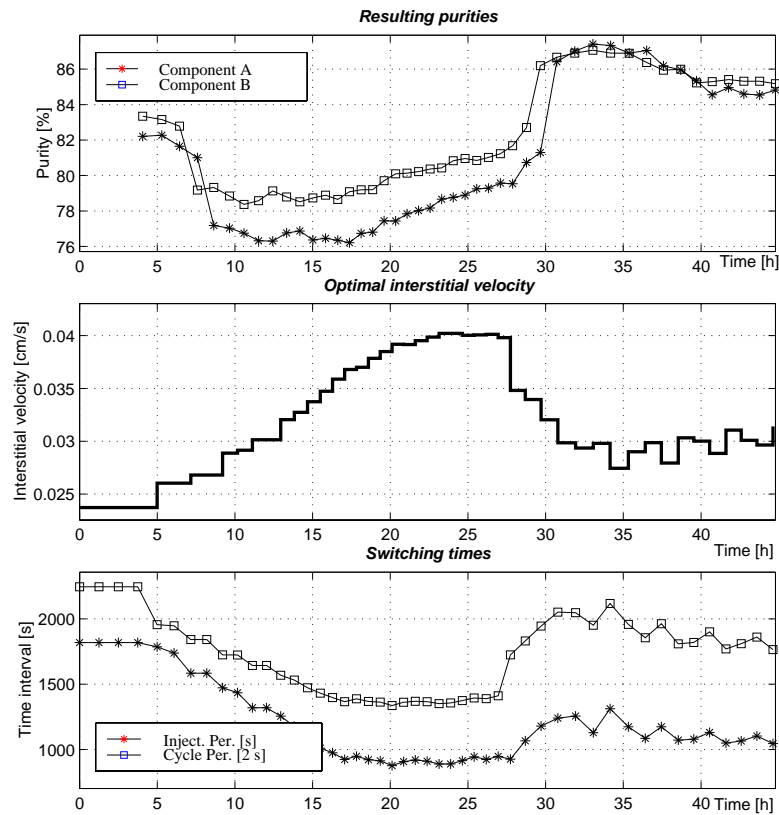 Resulting purities
Purity [%]
86
84
82
80
78
76
Component A
Component B
0 5 10 15 20 25 30 35 40
Time [h]
Optimal interstitial velocity
Interstitial velocity [cm/s]
0.04
0.035
0.03
0.025
0 5 10 15 20 25 30 35 40
Time [h]
Switching times
Time interval [s]
2000
1500
1000
Inject. Per. [s]
Cycle Per. [2 s]
0 5 10 15 20 25 30 35 40
Time [h]